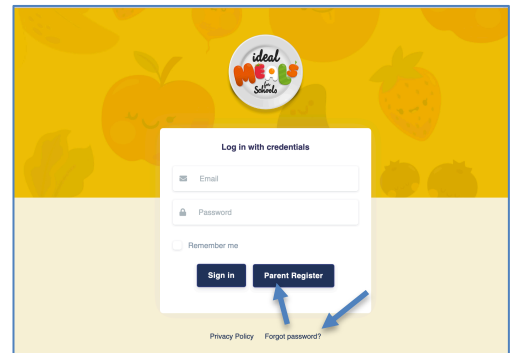 ideal
MEALS
for
Schools
Log in with credentials
Email
Password
Remember me
Sign in Parent Register
Privacy Policy Forgot password?